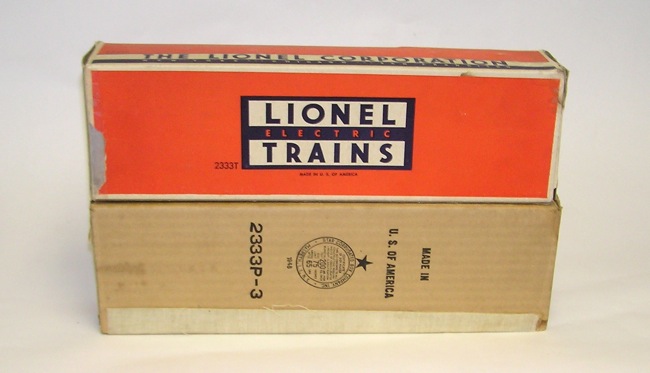 THE LIONEL CORPORATION
LIONEL
ELECTRIC
TRAINS
2333T
MADE IN U. S. OF AMERICA
2333P-3
MADE IN
U. S. OF AMERICA